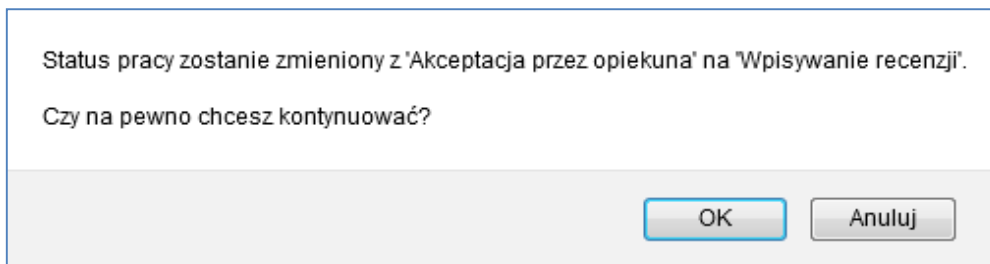 Status pracy zostanie zmieniony z 'Akceptacja przez opiekuna' na 'Wpisywanie recenzji'.
Czy na pewno chcesz kontynuować?
OK Anuluj